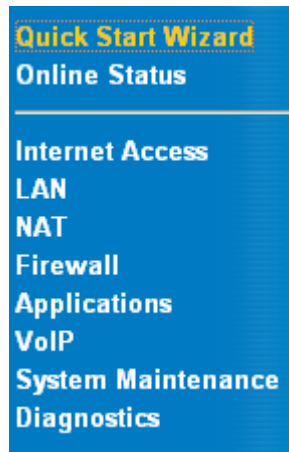 Quick Start Wizard
Online Status
Internet Access
LAN
NAT
Firewall
Applications
VoIP
System Maintenance
Diagnostics